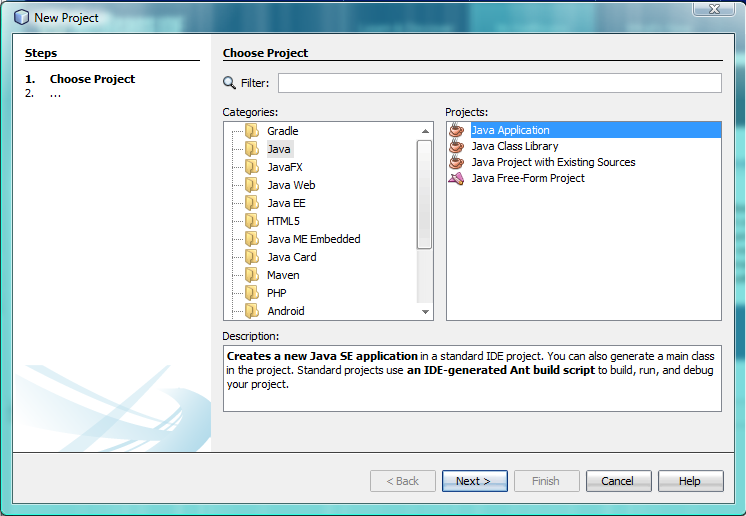 New Project
Steps
1. Choose Project
2. ...
Choose Project
Filter:
Categories:
Gradle
Java
JavaFX
Java Web
Java EE
HTML5
Java ME Embedded
Java Card
Maven
PHP
Android
Projects:
Java Application
Java Class Library
Java Project with Existing Sources
Java Free-Form Project
Description:
Creates a new Java SE application in a standard IDE project. You can also generate a main class
in the project. Standard projects use an IDE-generated Ant build script to build, run, and debug
your project.
< Back
Next >
Finish
Cancel
Help